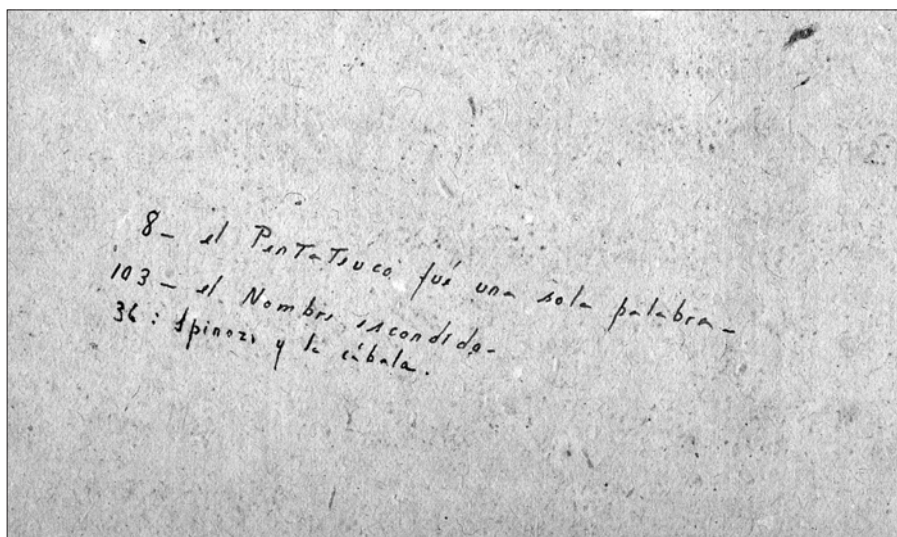 8 – el Pentateuco fué una sola palabra –
103 – el Nombre escondido –
36 : Spinoza y la cábala.